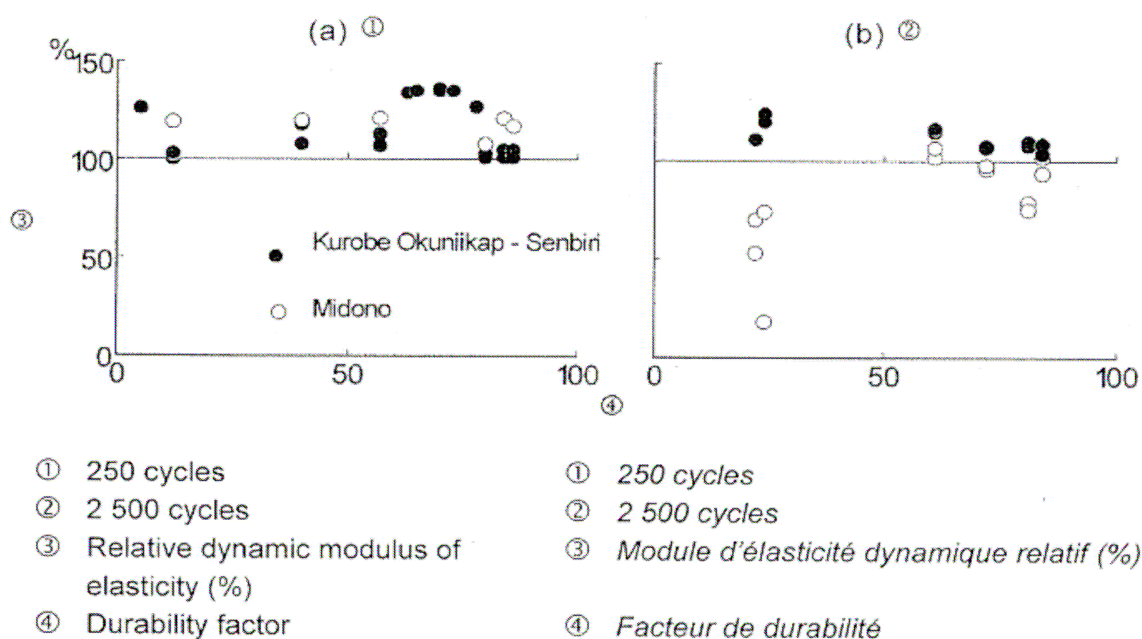 (a) ①
(b) ②
%
150
100
50
0
③
Kurobe Okuniikap - Senbiri
Midono
0 50 100
0 50 100
④
① 250 cycles
② 2 500 cycles
③ Relative dynamic modulus of
elasticity (%)
④ Durability factor
① 250 cycles
② 2 500 cycles
③ Module d'élasticité dynamique relatif (%)
④ Facteur de durabilité